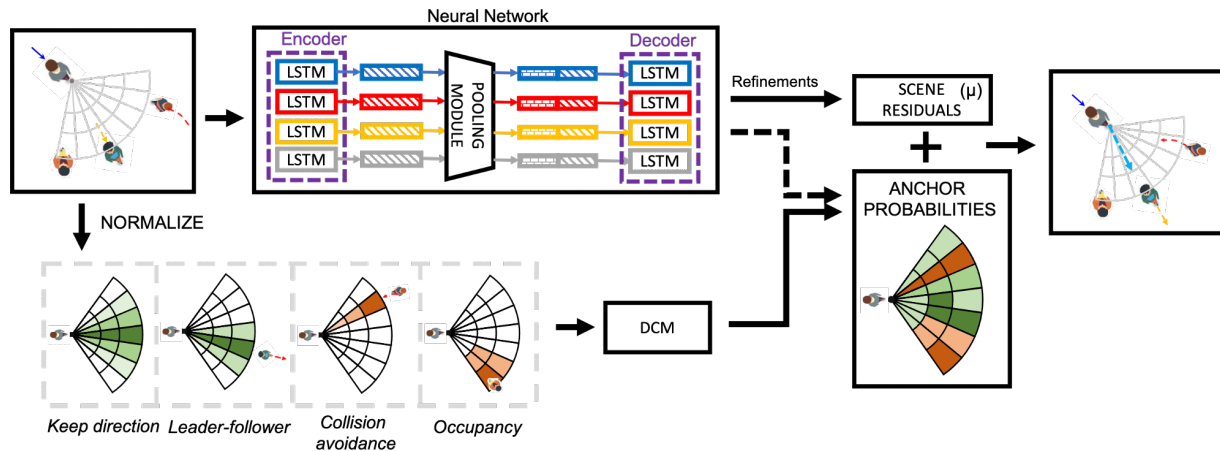 Neural Network
Encoder
Decoder
LSTM
LSTM
LSTM
LSTM
POOLING
MODULE
LSTM
LSTM
LSTM
LSTM
Refinements
SCENE (μ)
RESIDUALS
+
ANCHOR
PROBABILITIES
NORMALIZE
DCM
Keep direction
Leader-follower
Collision
avoidance
Occupancy